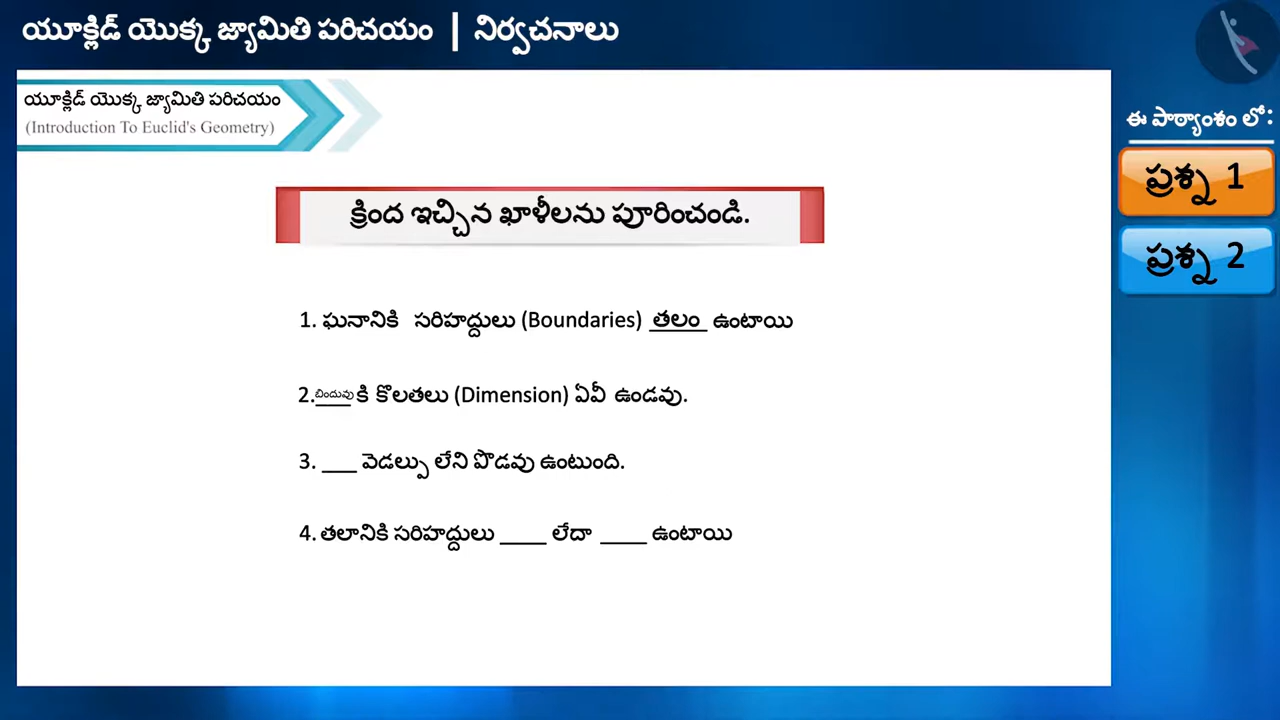 యూక్లిడ్ యొక్క జ్యామితి పరిచయం | నిర్వచనాలు
యూక్లిడ్ యొక్క జ్యామితి పరిచయం
(Introduction To Euclid's Geometry)
ఈ పాఠ్యాంశం లో:
ప్రశ్న 1
ప్రశ్న 2
క్రింద ఇచ్చిన ఖాళీలను పూరించండి.
1. ఘనానికి సరిహద్దులు (Boundaries) తలం ఉంటాయి
2. బిందువు కి కొలతలు (Dimension) ఏవీ ఉండవు.
3. ___ వెడల్పు లేని పొడవు ఉంటుంది.
4. తలానికి సరిహద్దులు ____ లేదా ____ ఉంటాయి